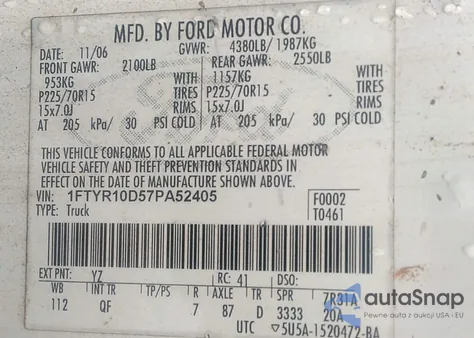 MFD. BY FORD MOTOR CO.
DATE: 11/06 GVWR: 4380LB/ 1987KG
FRONT GAWR: 2100LB REAR GAWR: 2550LB
953KG WITH 1157KG WITH
P225/70R15 TIRES P225/70R15 TIRES
15x7.0J RIMS 15x7.0J RIMS
AT 205 kPa/ 30 PSI COLD AT 205 kPa/ 30 PSI COLD
THIS VEHICLE CONFORMS TO ALL APPLICABLE FEDERAL MOTOR
VEHICLE SAFETY AND THEFT PREVENTION STANDARDS IN
EFFECT ON THE DATE OF MANUFACTURE SHOWN ABOVE.
VIN: 1FTYR10D57PA52405 F0002
TYPE: Truck T0461
EXT PNT: YZ RC: 41 DSO:
WB INT TR TP/PS R AXLE TR SPR 7R31A
112 QF 7 87 D 3333 20A
UTC ▽5U5A-1520472-BA
Ford
autaSnap
Pewne auta z aukcji USA - EU